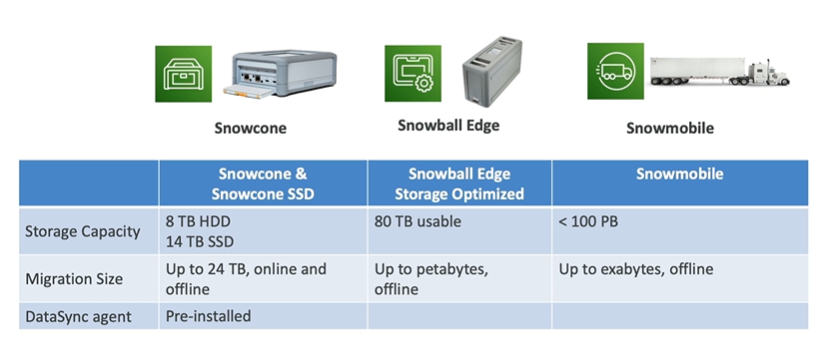 Snowcone
Snowball Edge
Snowmobile
Snowcone &
Snowcone SSD
Snowball Edge
Storage Optimized
Snowmobile
Storage Capacity
8 TB HDD
14 TB SSD
80 TB usable
< 100 PB
Migration Size
Up to 24 TB, online and
offline
Up to petabytes,
offline
Up to exabytes, offline
DataSync agent
Pre-installed